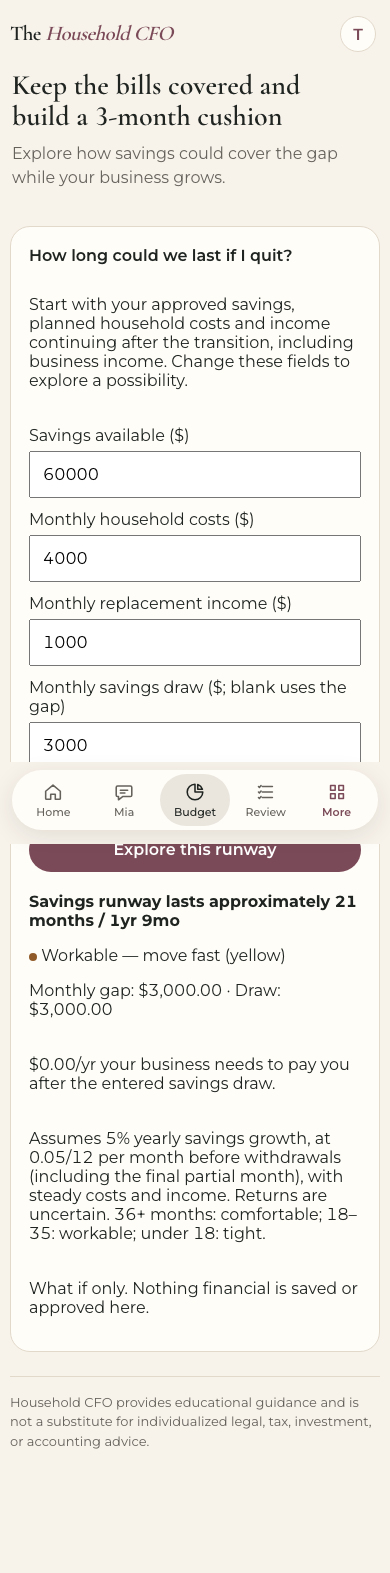 The Household CFO
T
Keep the bills covered and
build a 3-month cushion
Explore how savings could cover the gap
while your business grows.
How long could we last if I quit?
Start with your approved savings,
planned household costs and income
continuing after the transition, including
business income. Change these fields to
explore a possibility.
Savings available ($)
60000
Monthly household costs ($)
4000
Monthly replacement income ($)
1000
Monthly savings draw ($; blank uses the
gap)
3000
Home
Mia
Budget
Review
More
Explore this runway
Savings runway lasts approximately 21
months / 1yr 9mo
Workable — move fast (yellow)
Monthly gap: $3,000.00 · Draw:
$3,000.00
$0.00/yr your business needs to pay you
after the entered savings draw.
Assumes 5% yearly savings growth, at
0.05/12 per month before withdrawals
(including the final partial month), with
steady costs and income. Returns are
uncertain. 36+ months: comfortable; 18–
35: workable; under 18: tight.
What if only. Nothing financial is saved or
approved here.
Household CFO provides educational guidance and is
not a substitute for individualized legal, tax, investment,
or accounting advice.